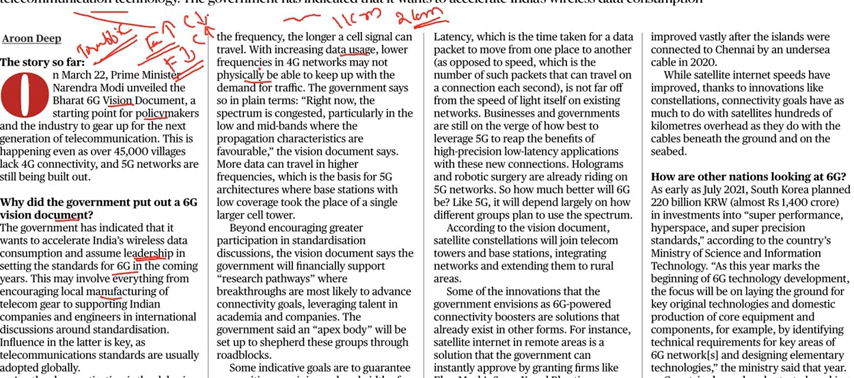 telecommunication technology. The government has indicated that it wants to accelerate India's wireless data consumption
Aroon Deep
The story so far:
On March 22, Prime Minister
Narendra Modi unveiled the
Bharat 6G Vision Document, a
starting point for policymakers
and the industry to gear up for the next
generation of telecommunication. This is
happening even as over 45,000 villages
lack 4G connectivity, and 5G networks are
still being built out.
Why did the government put out a 6G
vision document?
The government has indicated that it
wants to accelerate India's wireless data
consumption and assume leadership in
setting the standards for 6G in the coming
years. This may involve everything from
encouraging local manufacturing of
telecom gear to supporting Indian
companies and engineers in international
discussions around standardisation.
Influence in the latter is key, as
telecommunications standards are usually
adopted globally.
the frequency, the longer a cell signal can
travel. With increasing data usage, lower
frequencies in 4G networks may not
physically be able to keep up with the
demand for traffic. The government says
so in plain terms: "Right now, the
spectrum is congested, particularly in the
low and mid-bands where the
propagation characteristics are
favourable," the vision document says.
More data can travel in higher
frequencies, which is the basis for 5G
architectures where base stations with
low coverage took the place of a single
larger cell tower.
Beyond encouraging greater
participation in standardisation
discussions, the vision document says the
government will financially support
"research pathways" where
breakthroughs are most likely to advance
connectivity goals, leveraging talent in
academia and companies. The
government said an "apex body" will be
set up to shepherd these groups through
roadblocks.
Some indicative goals are to guarantee
Latency, which is the time taken for a data
packet to move from one place to another
(as opposed to speed, which is the
number of such packets that can travel on
a connection each second), is not far off
from the speed of light itself on existing
networks. Businesses and governments
are still on the verge of how best to
leverage 5G to reap the benefits of
high-precision low-latency applications
with these new connections. Holograms
and robotic surgery are already riding on
5G networks. So how much better will 6G
be? Like 5G, it will depend largely on how
different groups plan to use the spectrum.
According to the vision document,
satellite constellations will join telecom
towers and base stations, integrating
networks and extending them to rural
areas.
Some of the innovations that the
government envisions as 6G-powered
connectivity boosters are solutions that
already exist in other forms. For instance,
satellite internet in remote areas is a
solution that the government can
instantly approve by granting firms like
improved vastly after the islands were
connected to Chennai by an undersea
cable in 2020.
While satellite internet speeds have
improved, thanks to innovations like
constellations, connectivity goals have as
much to do with satellites hundreds of
kilometres overhead as they do with the
cables beneath the ground and on the
seabed.
How are other nations looking at 6G?
As early as July 2021, South Korea planned
220 billion KRW (almost Rs 1,400 crore)
in investments into "super performance,
hyperspace, and super precision
standards," according to the country's
Ministry of Science and Information
Technology. "As this year marks the
beginning of 6G technology development,
the focus will be on laying the ground for
key original technologies and domestic
production of core equipment and
components, for example, by identifying
technical requirements for key areas of
6G network[s] and designing elementary
technologies," the ministry said that year.